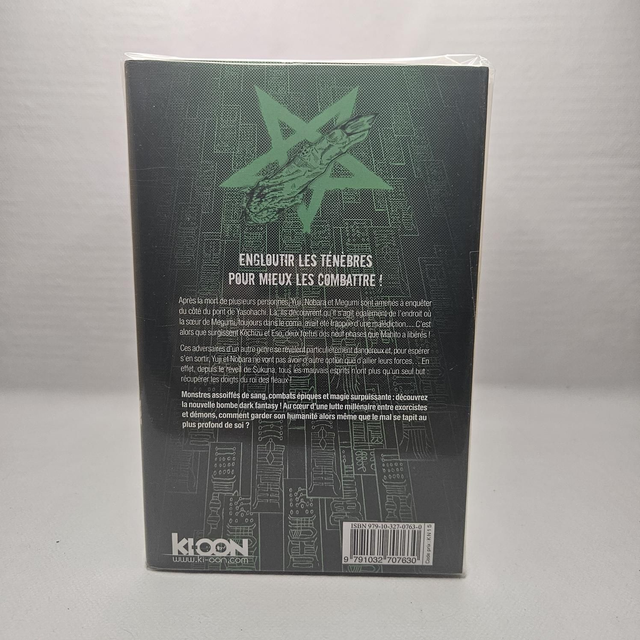 ENGLOUTIR LES TÉNÈBRES
POUR MIEUX LES COMBATTRE !
Après la mort de plusieurs personnes, Yuji, Nobara et Megumi sont amenés à enquêter
du côté du pont de Yasohachi. Là, ils découvrent qu'il s'agit également de l'endroit où
la sœur de Megumi, toujours dans le coma, avait été frappée d'une malédiction... C'est
alors que surgissent Kechizu et Eso, deux fœtus des neuf phases que Mahito a libérés !
Ces adversaires d'un autre genre se révèlent particulièrement dangereux et, pour espérer
s'en sortir, Yuji et Nobara ne vont pas avoir d'autre option que d'allier leurs forces... En
effet, depuis le réveil de Sukuna, tous les mauvais esprits n'ont plus qu'un seul but :
récupérer les doigts du roi des fléaux !
Monstres assoiffés de sang, combats épiques et magie surpuissante : découvrez
la nouvelle bombe dark fantasy ! Au cœur d'une lutte millénaire entre exorcistes
et démons, comment garder son humanité alors même que le mal se tapit au
plus profond de soi ?
KI-OON
www.ki-oon.com
ISBN 979-10-327-0763-0
9 791032 707630
Code prix : KN15